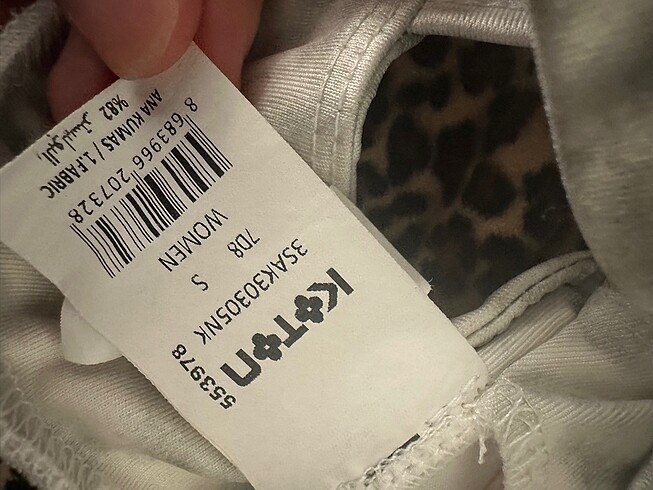 KOTON
553978
3SAK30305NK
7D8
S
WOMEN
8 683966 207328
ANA KUMAS / 1.FABRIC
%82